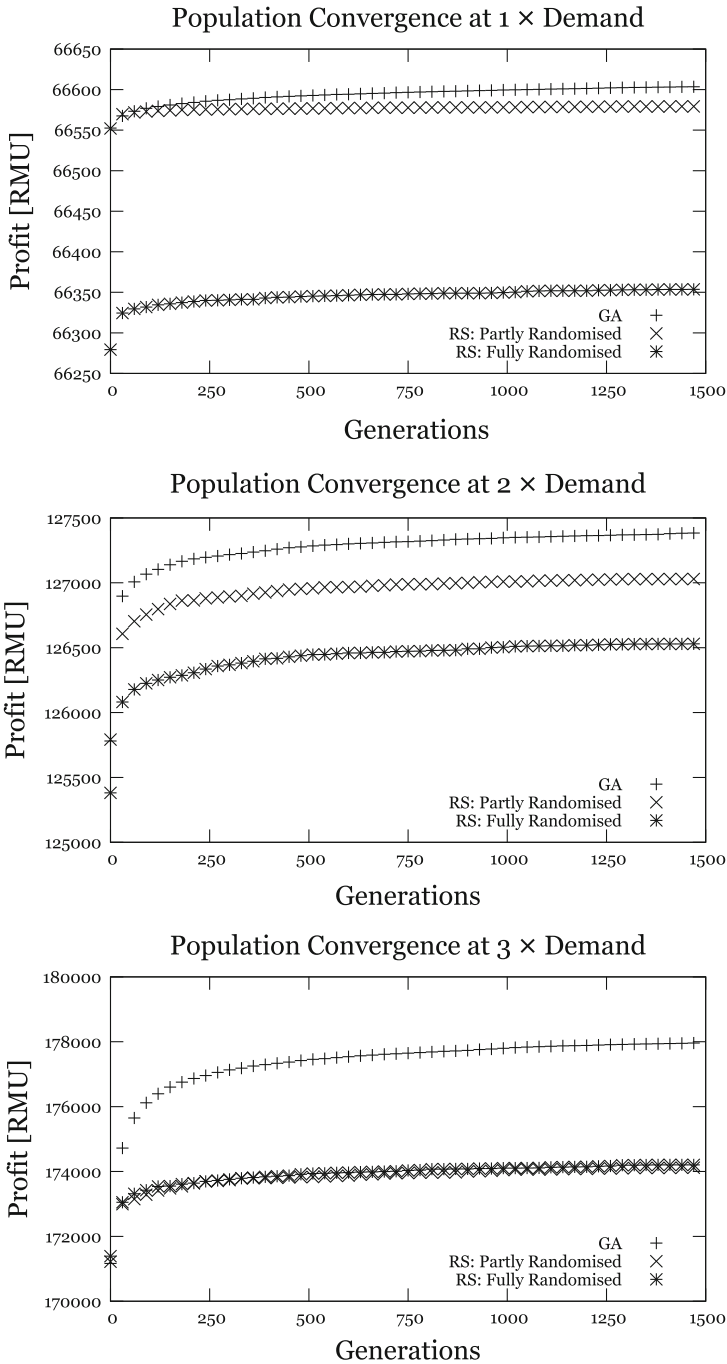 Population Convergence at 1 × Demand
Profit [RMU]
66650
66600
66550
66500
66450
66400
66350
66300
66250
GA
RS: Partly Randomised
RS: Fully Randomised
0 250 500 750 1000 1250 1500
Generations
Population Convergence at 2 × Demand
Profit [RMU]
127500
127000
126500
126000
125500
125000
GA
RS: Partly Randomised
RS: Fully Randomised
0 250 500 750 1000 1250 1500
Generations
Population Convergence at 3 × Demand
Profit [RMU]
180000
178000
176000
174000
172000
170000
GA
RS: Partly Randomised
RS: Fully Randomised
0 250 500 750 1000 1250 1500
Generations